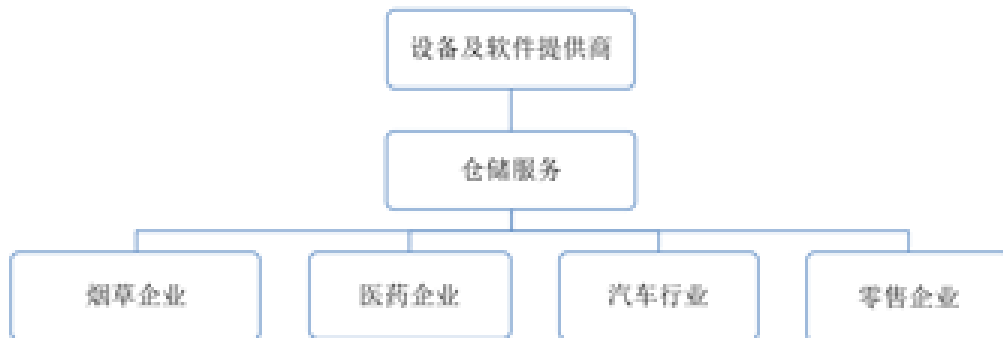 设备及软件提供商
仓储服务
烟草企业
医药企业
汽车行业
零售企业